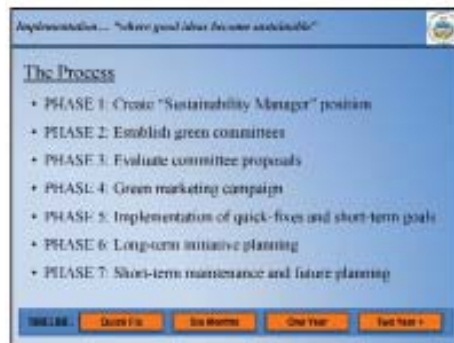 Implementation... "where good ideas become sustainable"
The Process
• PHASE 1: Create "Sustainability Manager" position
• PHASE 2: Establish green committees
• PHASE 3: Evaluate committee proposals
• PHASE 4: Green marketing campaign
• PHASE 5: Implementation of quick-fixes and short-term goals
• PHASE 6: Long-term initiative planning
• PHASE 7: Short-term maintenance and future planning
TIMELINE Quick Fix Six Months One Year Two Year +